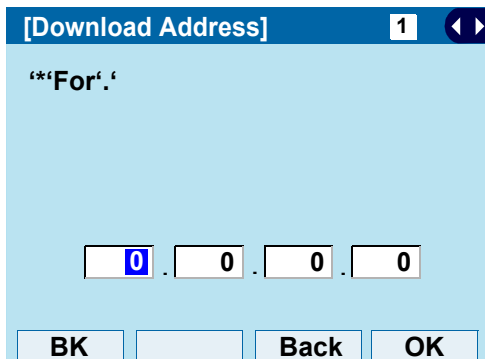 [Download Address] 1
‘*‘For‘.‘
0 . 0 . 0 . 0
BK Back OK